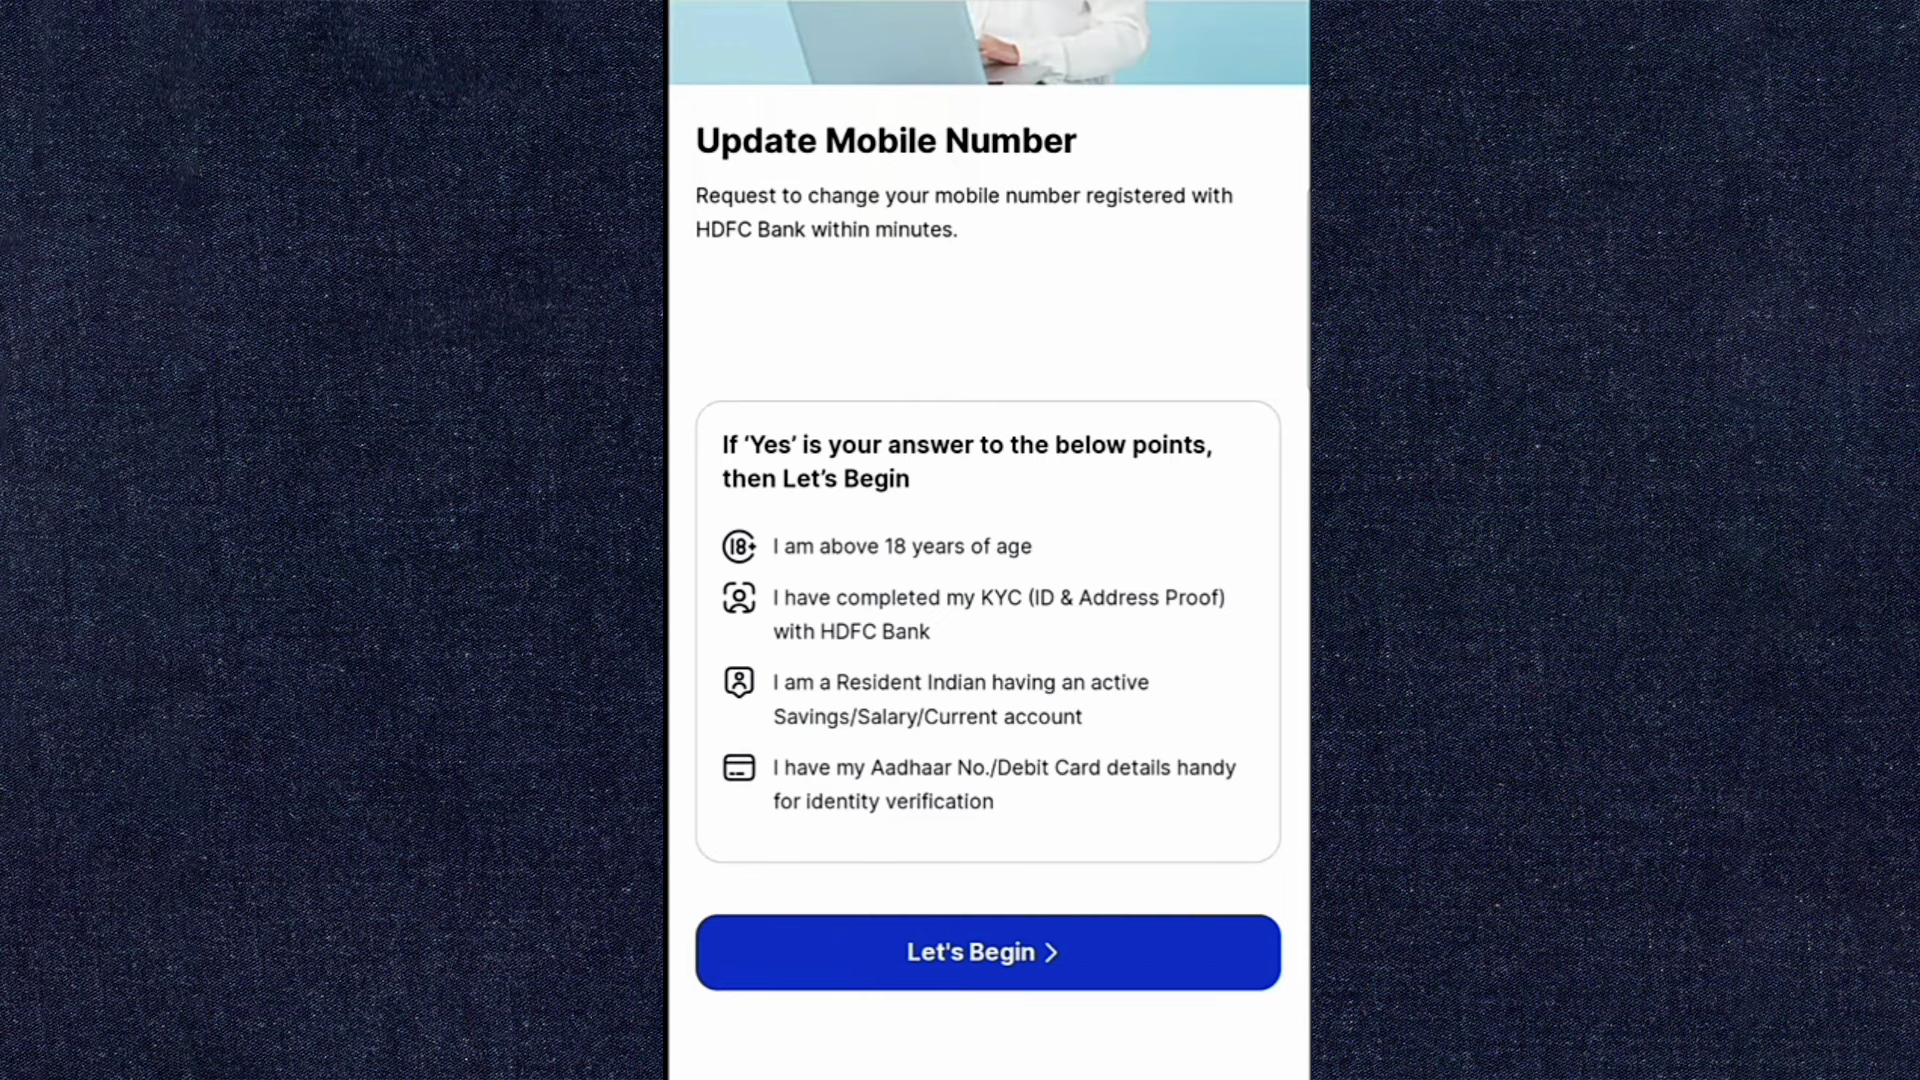 Update Mobile Number
Request to change your mobile number registered with
HDFC Bank within minutes.
If ‘Yes’ is your answer to the below points,
then Let’s Begin
18+ I am above 18 years of age
I have completed my KYC (ID & Address Proof)
with HDFC Bank
I am a Resident Indian having an active
Savings/Salary/Current account
I have my Aadhaar No./Debit Card details handy
for identity verification
Let's Begin